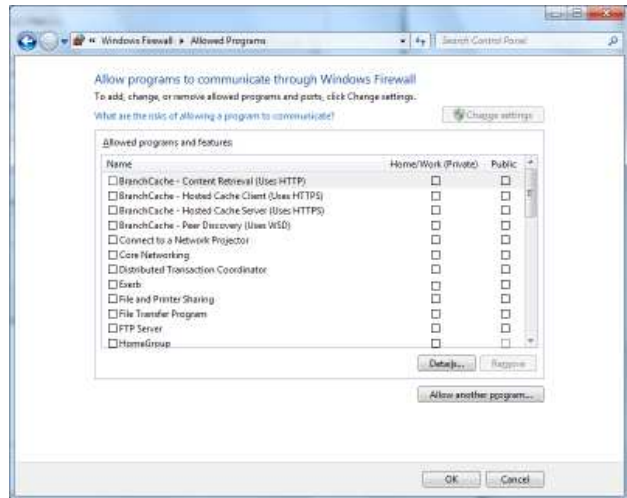 « Windows Firewall ▸ Allowed Programs
Search Control Panel
Allow programs to communicate through Windows Firewall
To add, change, or remove allowed programs and ports, click Change settings.
What are the risks of allowing a program to communicate?
Change settings
Allowed programs and features:
Name Home/Work (Private) Public
BranchCache - Content Retrieval (Uses HTTP)
BranchCache - Hosted Cache Client (Uses HTTPS)
BranchCache - Hosted Cache Server (Uses HTTPS)
BranchCache - Peer Discovery (Uses WSD)
Connect to a Network Projector
Core Networking
Distributed Transaction Coordinator
Exerb
File and Printer Sharing
File Transfer Program
FTP Server
HomeGroup
Details... Remove
Allow another program...
OK Cancel